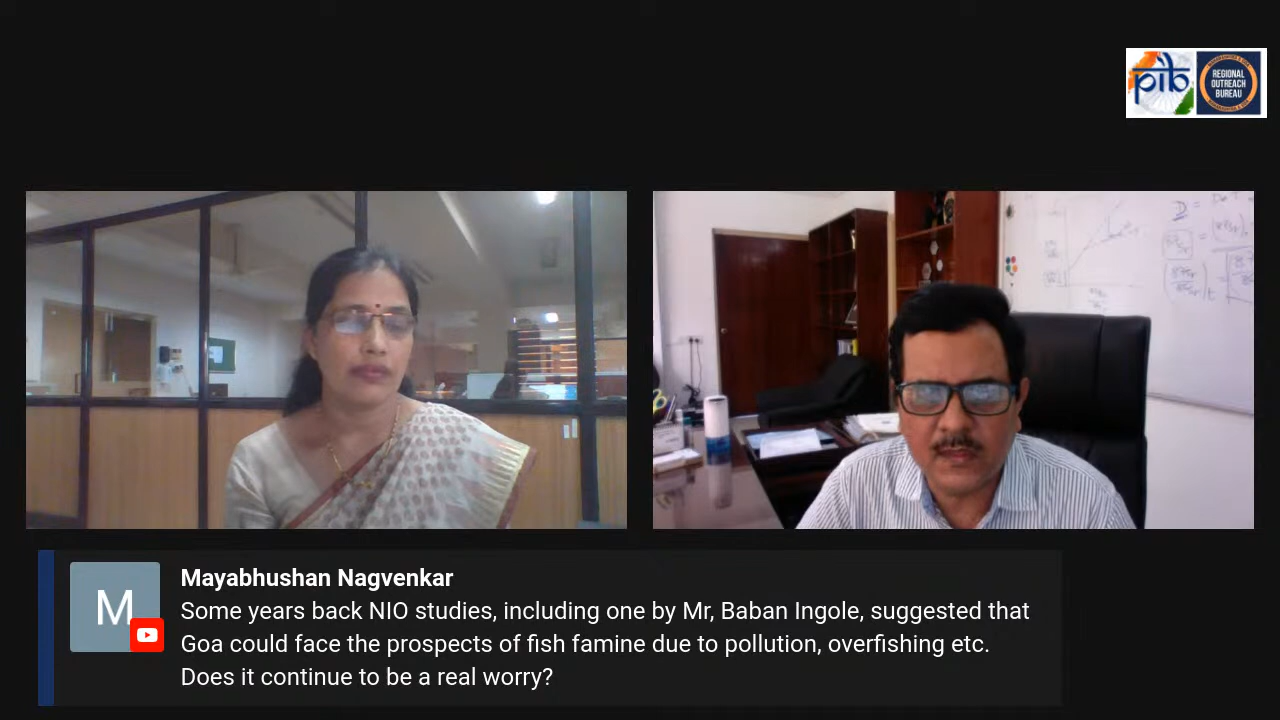 pib
REGIONAL
OUTREACH
BUREAU
M
Mayabhushan Nagvenkar
Some years back NIO studies, including one by Mr, Baban Ingole, suggested that
Goa could face the prospects of fish famine due to pollution, overfishing etc.
Does it continue to be a real worry?